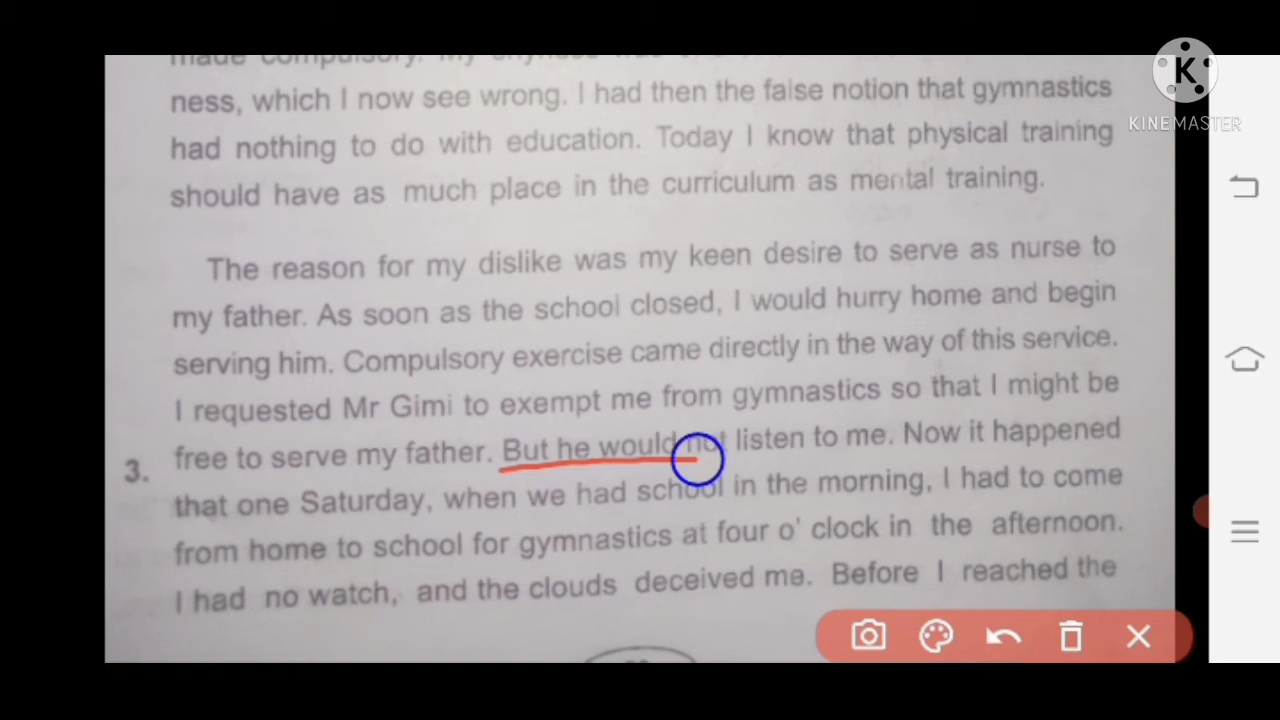 made compulsory. My
ness, which I now see wrong. I had then the false notion that gymnastics
had nothing to do with education. Today I know that physical training
should have as much place in the curriculum as mental training.
The reason for my dislike was my keen desire to serve as nurse to
my father. As soon as the school closed, I would hurry home and begin
serving him. Compulsory exercise came directly in the way of this service.
I requested Mr Gimi to exempt me from gymnastics so that I might be
free to serve my father. But he would not listen to me. Now it happened
3.
that one Saturday, when we had school in the morning, I had to come
from home to school for gymnastics at four o' clock in the afternoon.
I had no watch, and the clouds deceived me. Before I reached the
K
KINEMASTER